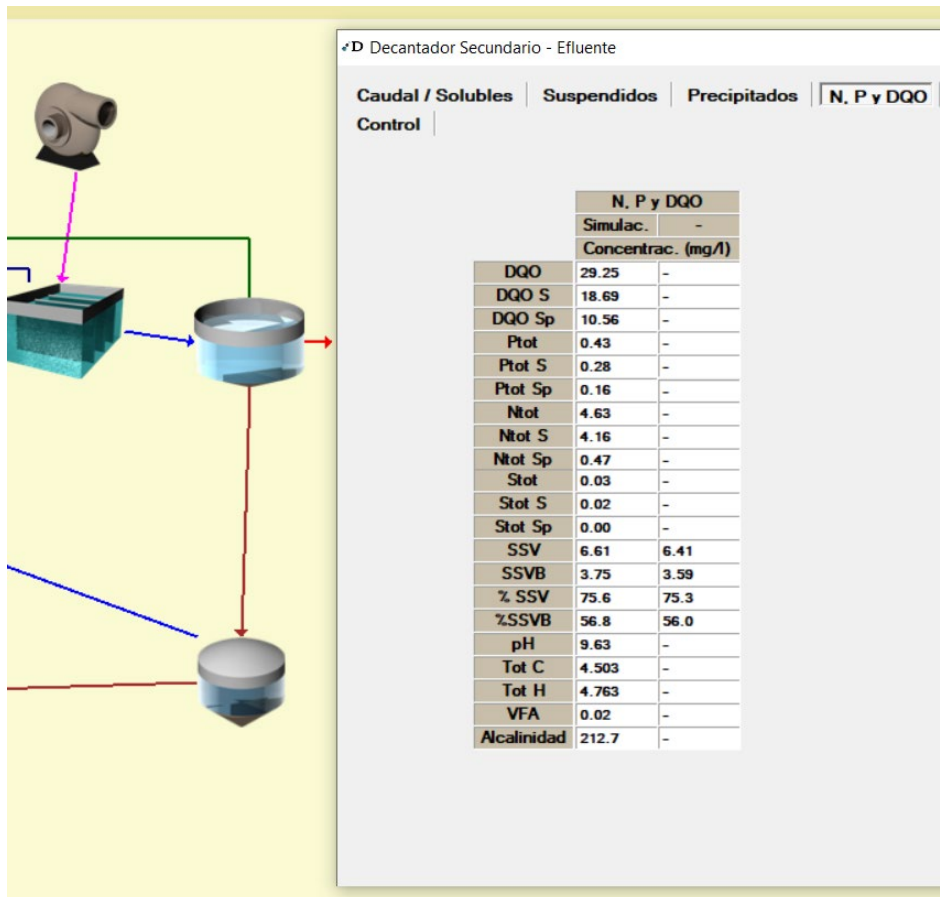 Decantador Secundario - Efluente
Caudal / Solubles Suspendidos Precipitados N, P y DQO
Control
N, P y DQO
Simulac. -
Concentrac. (mg/l)
DQO 29.25 -
DQO S 18.69 -
DQO Sp 10.56 -
Ptot 0.43 -
Ptot S 0.28 -
Ptot Sp 0.16 -
Ntot 4.63 -
Ntot S 4.16 -
Ntot Sp 0.47 -
Stot 0.03 -
Stot S 0.02 -
Stot Sp 0.00 -
SSV 6.61 6.41
SSVB 3.75 3.59
% SSV 75.6 75.3
%SSVB 56.8 56.0
pH 9.63 -
Tot C 4.503 -
Tot H 4.763 -
VFA 0.02 -
Alcalinidad 212.7 -